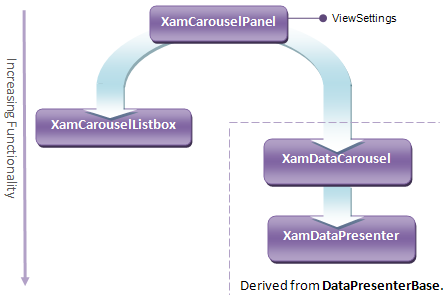 XamCarouselPanel
ViewSettings
Increasing Functionality
XamCarouselListbox
XamDataCarousel
XamDataPresenter
Derived from DataPresenterBase.